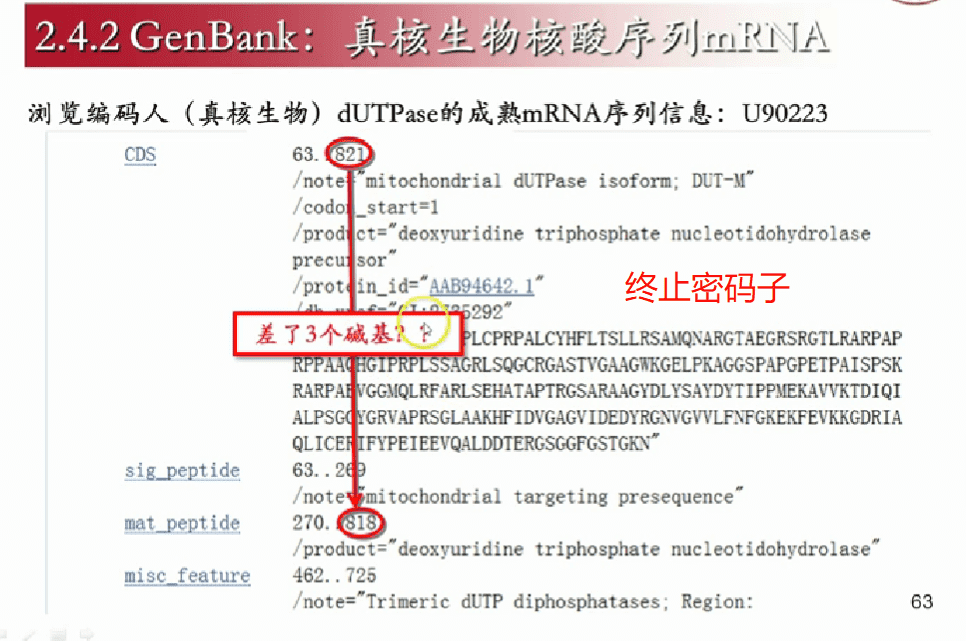 2.4.2 GenBank：真核生物核酸序列mRNA
浏览编码人（真核生物）dUTPase的成熟mRNA序列信息：U90223
CDS 63..821
/note="mitochondrial dUTPase isoform; DUT-M"
/codon_start=1
/product="deoxyuridine triphosphate nucleotidohydrolase
precursor"
/protein_id="AAB94642.1"
终止密码子
差了3个碱基？？
PLCPRPALCYHFLTSLLRSAMQNARGTAEGRSRGTLRARPAP
RPPAAQHGIPRPLSSAGRLSQGCRGASTVGAAGWKGELPKAGGSPAPGPETPAISPSK
RARPAEVGGMQLRFARLSEHATAPTRGSARAAGYDLYSAYDYTIPPMEKAVVKTDIQI
ALPSGCYGRVAPRSGLAAKHFIDVGAGVIDEDYRGNVGVVLFNFGKEKFEVKKGDRIA
QLICERIFYPEIEEVQALDDTERGSGGFGSTGKN"
sig_peptide 63..269
/note="mitochondrial targeting presequence"
mat_peptide 270..818
/product="deoxyuridine triphosphate nucleotidohydrolase"
misc_feature 462..725
/note="Trimeric dUTP diphosphatases; Region:
63